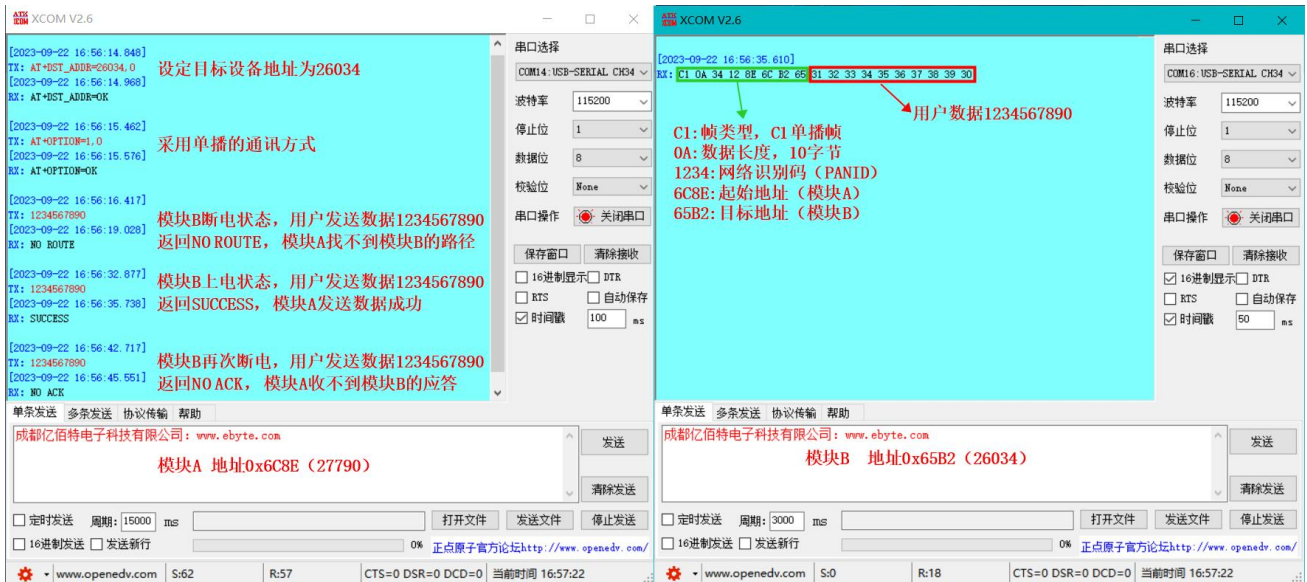 XCOM V2.6
[2023-09-22 16:56:14.848]
TX: AT+DST_ADDR=26034,0
设定目标设备地址为26034
[2023-09-22 16:56:14.968]
RX: AT+DST_ADDR=OK
[2023-09-22 16:56:15.462]
TX: AT+OPTION=1,0
采用单播的通讯方式
[2023-09-22 16:56:15.576]
RX: AT+OPTION=OK
[2023-09-22 16:56:16.417]
TX: 1234567890
模块B断电状态，用户发送数据1234567890
[2023-09-22 16:56:19.028]
返回NO ROUTE，模块A找不到模块B的路径
RX: NO ROUTE
[2023-09-22 16:56:32.877]
模块B上电状态，用户发送数据1234567890
TX: 1234567890
[2023-09-22 16:56:35.738]
返回SUCCESS，模块A发送数据成功
RX: SUCCESS
[2023-09-22 16:56:42.717]
模块B再次断电，用户发送数据1234567890
TX: 1234567890
[2023-09-22 16:56:45.551]
返回NO ACK，模块A收不到模块B的应答
RX: NO ACK
串口选择
COM14:USB-SERIAL CH34
波特率 115200
停止位 1
数据位 8
校验位 None
串口操作 关闭串口
保存窗口 清除接收
16进制显示 DTR
RTS 自动保存
时间戳 100 ms
单条发送 多条发送 协议传输 帮助
成都亿佰特电子科技有限公司：www.ebyte.com
模块A 地址0x6C8E（27790）
发送
清除发送
定时发送 周期: 15000 ms 打开文件 发送文件 停止发送
16进制发送 发送新行 0% 正点原子官方论坛http://www.openedv.com/
www.openedv.com S:62 R:57 CTS=0 DSR=0 DCD=0 当前时间 16:57:22
XCOM V2.6
[2023-09-22 16:56:35.610]
RX: C1 0A 34 12 8E 6C B2 65 31 32 33 34 35 36 37 38 39 30
用户数据1234567890
C1:帧类型，C1单播帧
0A:数据长度，10字节
1234:网络识别码（PANID）
6C8E:起始地址（模块A）
65B2:目标地址（模块B）
串口选择
COM16:USB-SERIAL CH34
波特率 115200
停止位 1
数据位 8
校验位 None
串口操作 关闭串口
保存窗口 清除接收
16进制显示 DTR
RTS 自动保存
时间戳 50 ms
单条发送 多条发送 协议传输 帮助
成都亿佰特电子科技有限公司：www.ebyte.com
模块B 地址0x65B2（26034）
发送
清除发送
定时发送 周期: 3000 ms 打开文件 发送文件 停止发送
16进制发送 发送新行 0% 正点原子官方论坛http://www.openedv.com/
www.openedv.com S:0 R:18 CTS=0 DSR=0 DCD=0 当前时间 16:57:22